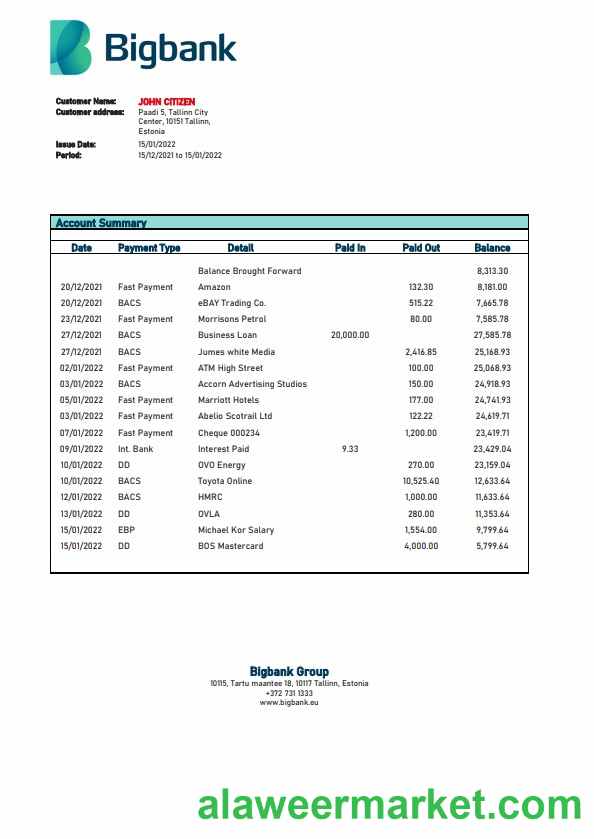 Bigbank
Customer Name: JOHN CITIZEN
Customer address: Paadi 5, Tallinn City
Center, 10151 Tallinn,
Estonia
Issue Date: 15/01/2022
Period: 15/12/2021 to 15/01/2022
Account Summary
Date Payment Type Detail Paid In Paid Out Balance
Balance Brought Forward 8,313.30
20/12/2021 Fast Payment Amazon 132.30 8,181.00
20/12/2021 BACS eBAY Trading Co. 515.22 7,665.78
23/12/2021 Fast Payment Morrisons Petrol 80.00 7,585.78
27/12/2021 BACS Business Loan 20,000.00 27,585.78
27/12/2021 BACS Jumes white Media 2,416.85 25,168.93
02/01/2022 Fast Payment ATM High Street 100.00 25,068.93
03/01/2022 BACS Accorn Advertising Studios 150.00 24,918.93
05/01/2022 Fast Payment Marriott Hotels 177.00 24,741.93
03/01/2022 Fast Payment Abelio Scotrail Ltd 122.22 24,619.71
07/01/2022 Fast Payment Cheque 000234 1,200.00 23,419.71
09/01/2022 Int. Bank Interest Paid 9.33 23,429.04
10/01/2022 DD OVO Energy 270.00 23,159.04
10/01/2022 BACS Toyota Online 10,525.40 12,633.64
12/01/2022 BACS HMRC 1,000.00 11,633.64
13/01/2022 DD OVLA 280.00 11,353.64
15/01/2022 EBP Michael Kor Salary 1,554.00 9,799.64
15/01/2022 DD BOS Mastercard 4,000.00 5,799.64
Bigbank Group
10115, Tartu maantee 18, 10117 Tallinn, Estonia
+372 731 1333
www.bigbank.eu
alaweermarket.com